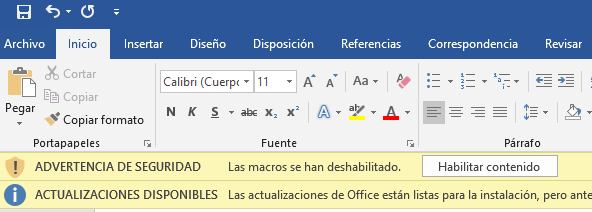 Archivo Inicio Insertar Diseño Disposición Referencias Correspondencia Revisar
Pegar
Cortar
Copiar
Copiar formato
Portapapeles
Calibri (Cuerpo 11 A A Aa A
N K S abc x₂ x² A A
Fuente
Párrafo
ADVERTENCIA DE SEGURIDAD Las macros se han deshabilitado. Habilitar contenido
ACTUALIZACIONES DISPONIBLES Las actualizaciones de Office están listas para la instalación, pero ante